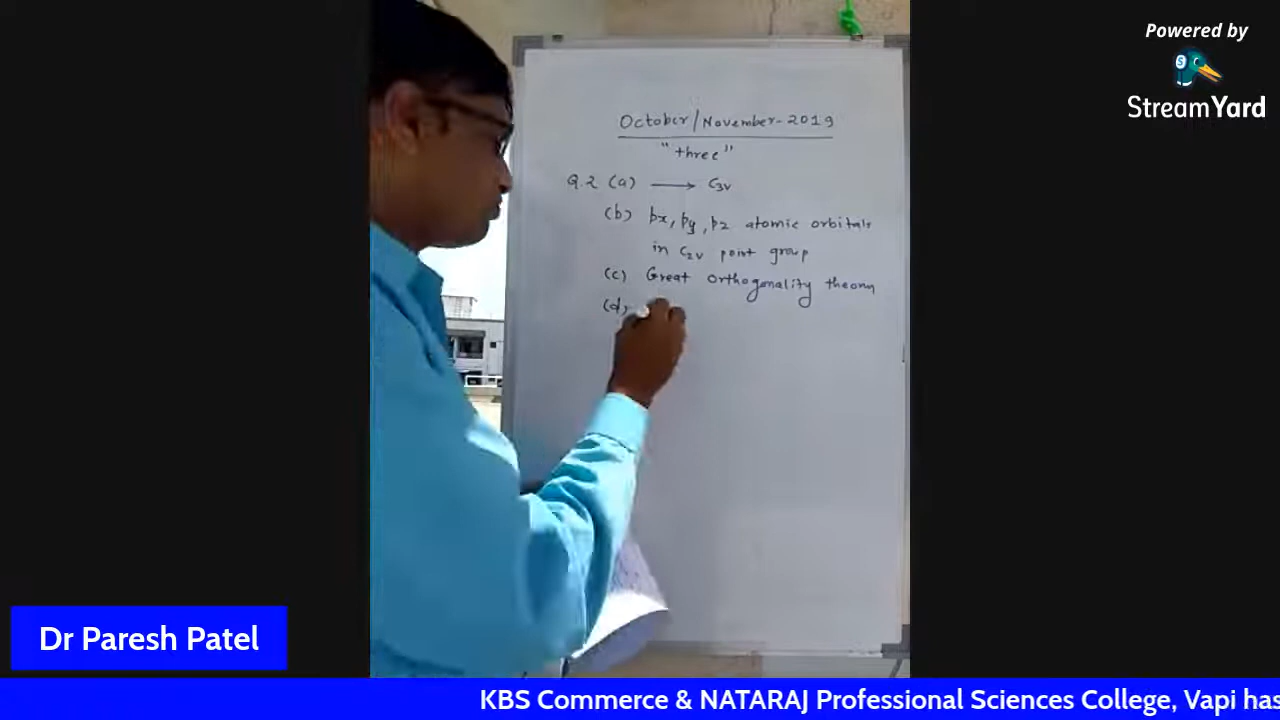 Powered by
StreamYard
October/November-2019
"three"
Q.2 (a) → C3v
(b) px, py, pz atomic orbitals
in C2v point group
(c) Great orthogonality theorm
(d)
Dr Paresh Patel
KBS Commerce & NATARAJ Professional Sciences College, Vapi has